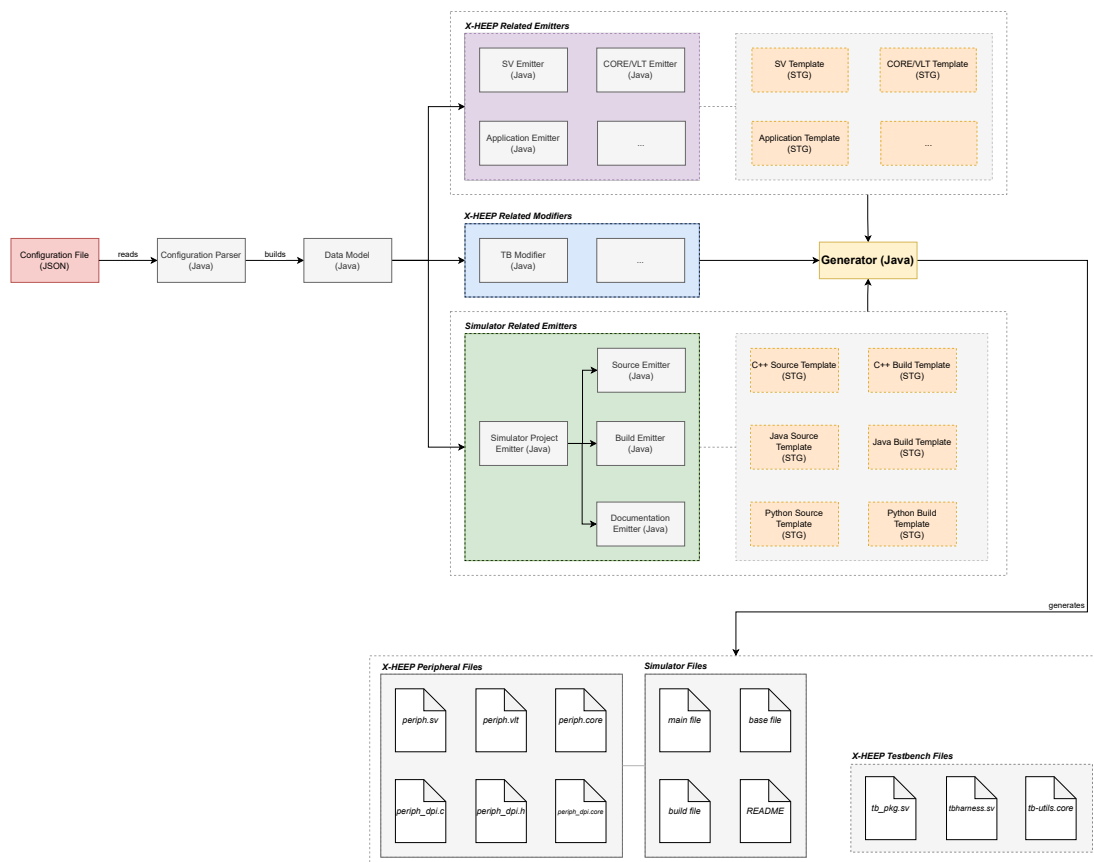 X-HEEP Related Emitters
SV Emitter
(Java)
CORE/VLT Emitter
(Java)
SV Template
(STG)
CORE/VLT Template
(STG)
Application Emitter
(Java)
...
Application Template
(STG)
...
X-HEEP Related Modifiers
Configuration File
(JSON)
reads
Configuration Parser
(Java)
builds
Data Model
(Java)
TB Modifier
(Java)
...
Generator (Java)
Simulator Related Emitters
Source Emitter
(Java)
C++ Source Template
(STG)
C++ Build Template
(STG)
Simulator Project
Emitter (Java)
Build Emitter
(Java)
Java Source
Template
(STG)
Java Build Template
(STG)
Documentation
Emitter (Java)
Python Source
Template
(STG)
Python Build
Template
(STG)
generates
X-HEEP Peripheral Files
Simulator Files
periph.sv
periph.vlt
periph.core
main file
base file
X-HEEP Testbench Files
periph_dpi.c
periph_dpi.h
periph_dpi.core
build file
README
tb_pkg.sv
tbharness.sv
tb-utils.core